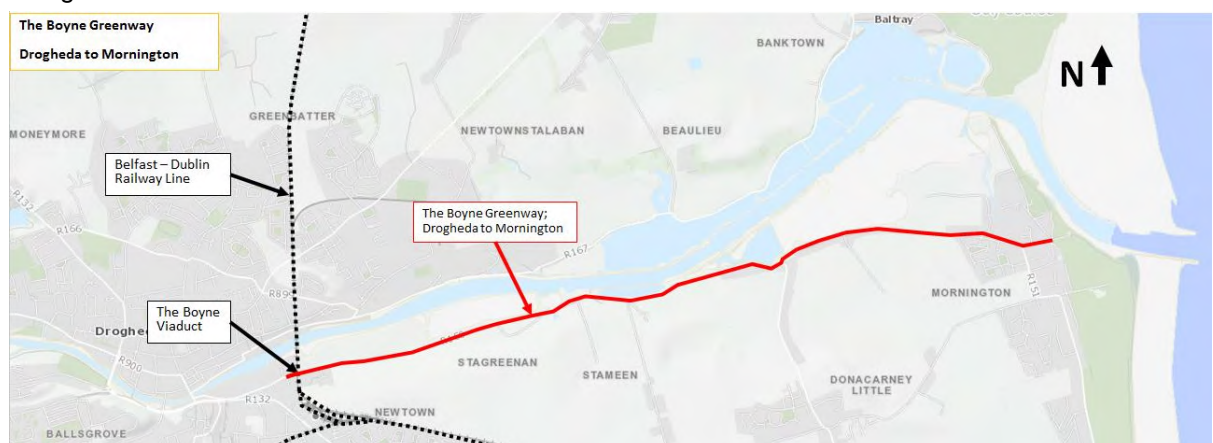 The Boyne Greenway
Drogheda to Mornington
Baltray
BANKTOWN
N
MONEYMORE
GREENBATTER
NEWTOWNSTALABAN
BEAULIEU
Belfast – Dublin
Railway Line
R132
R166
The Boyne Greenway;
Drogheda to Mornington
R167
R151
MORNINGTON
The Boyne
Viaduct
R900
STAGREENAN
STAMEEN
DONACARNEY
LITTLE
R132
NEWTOWN
BALLSGROVE